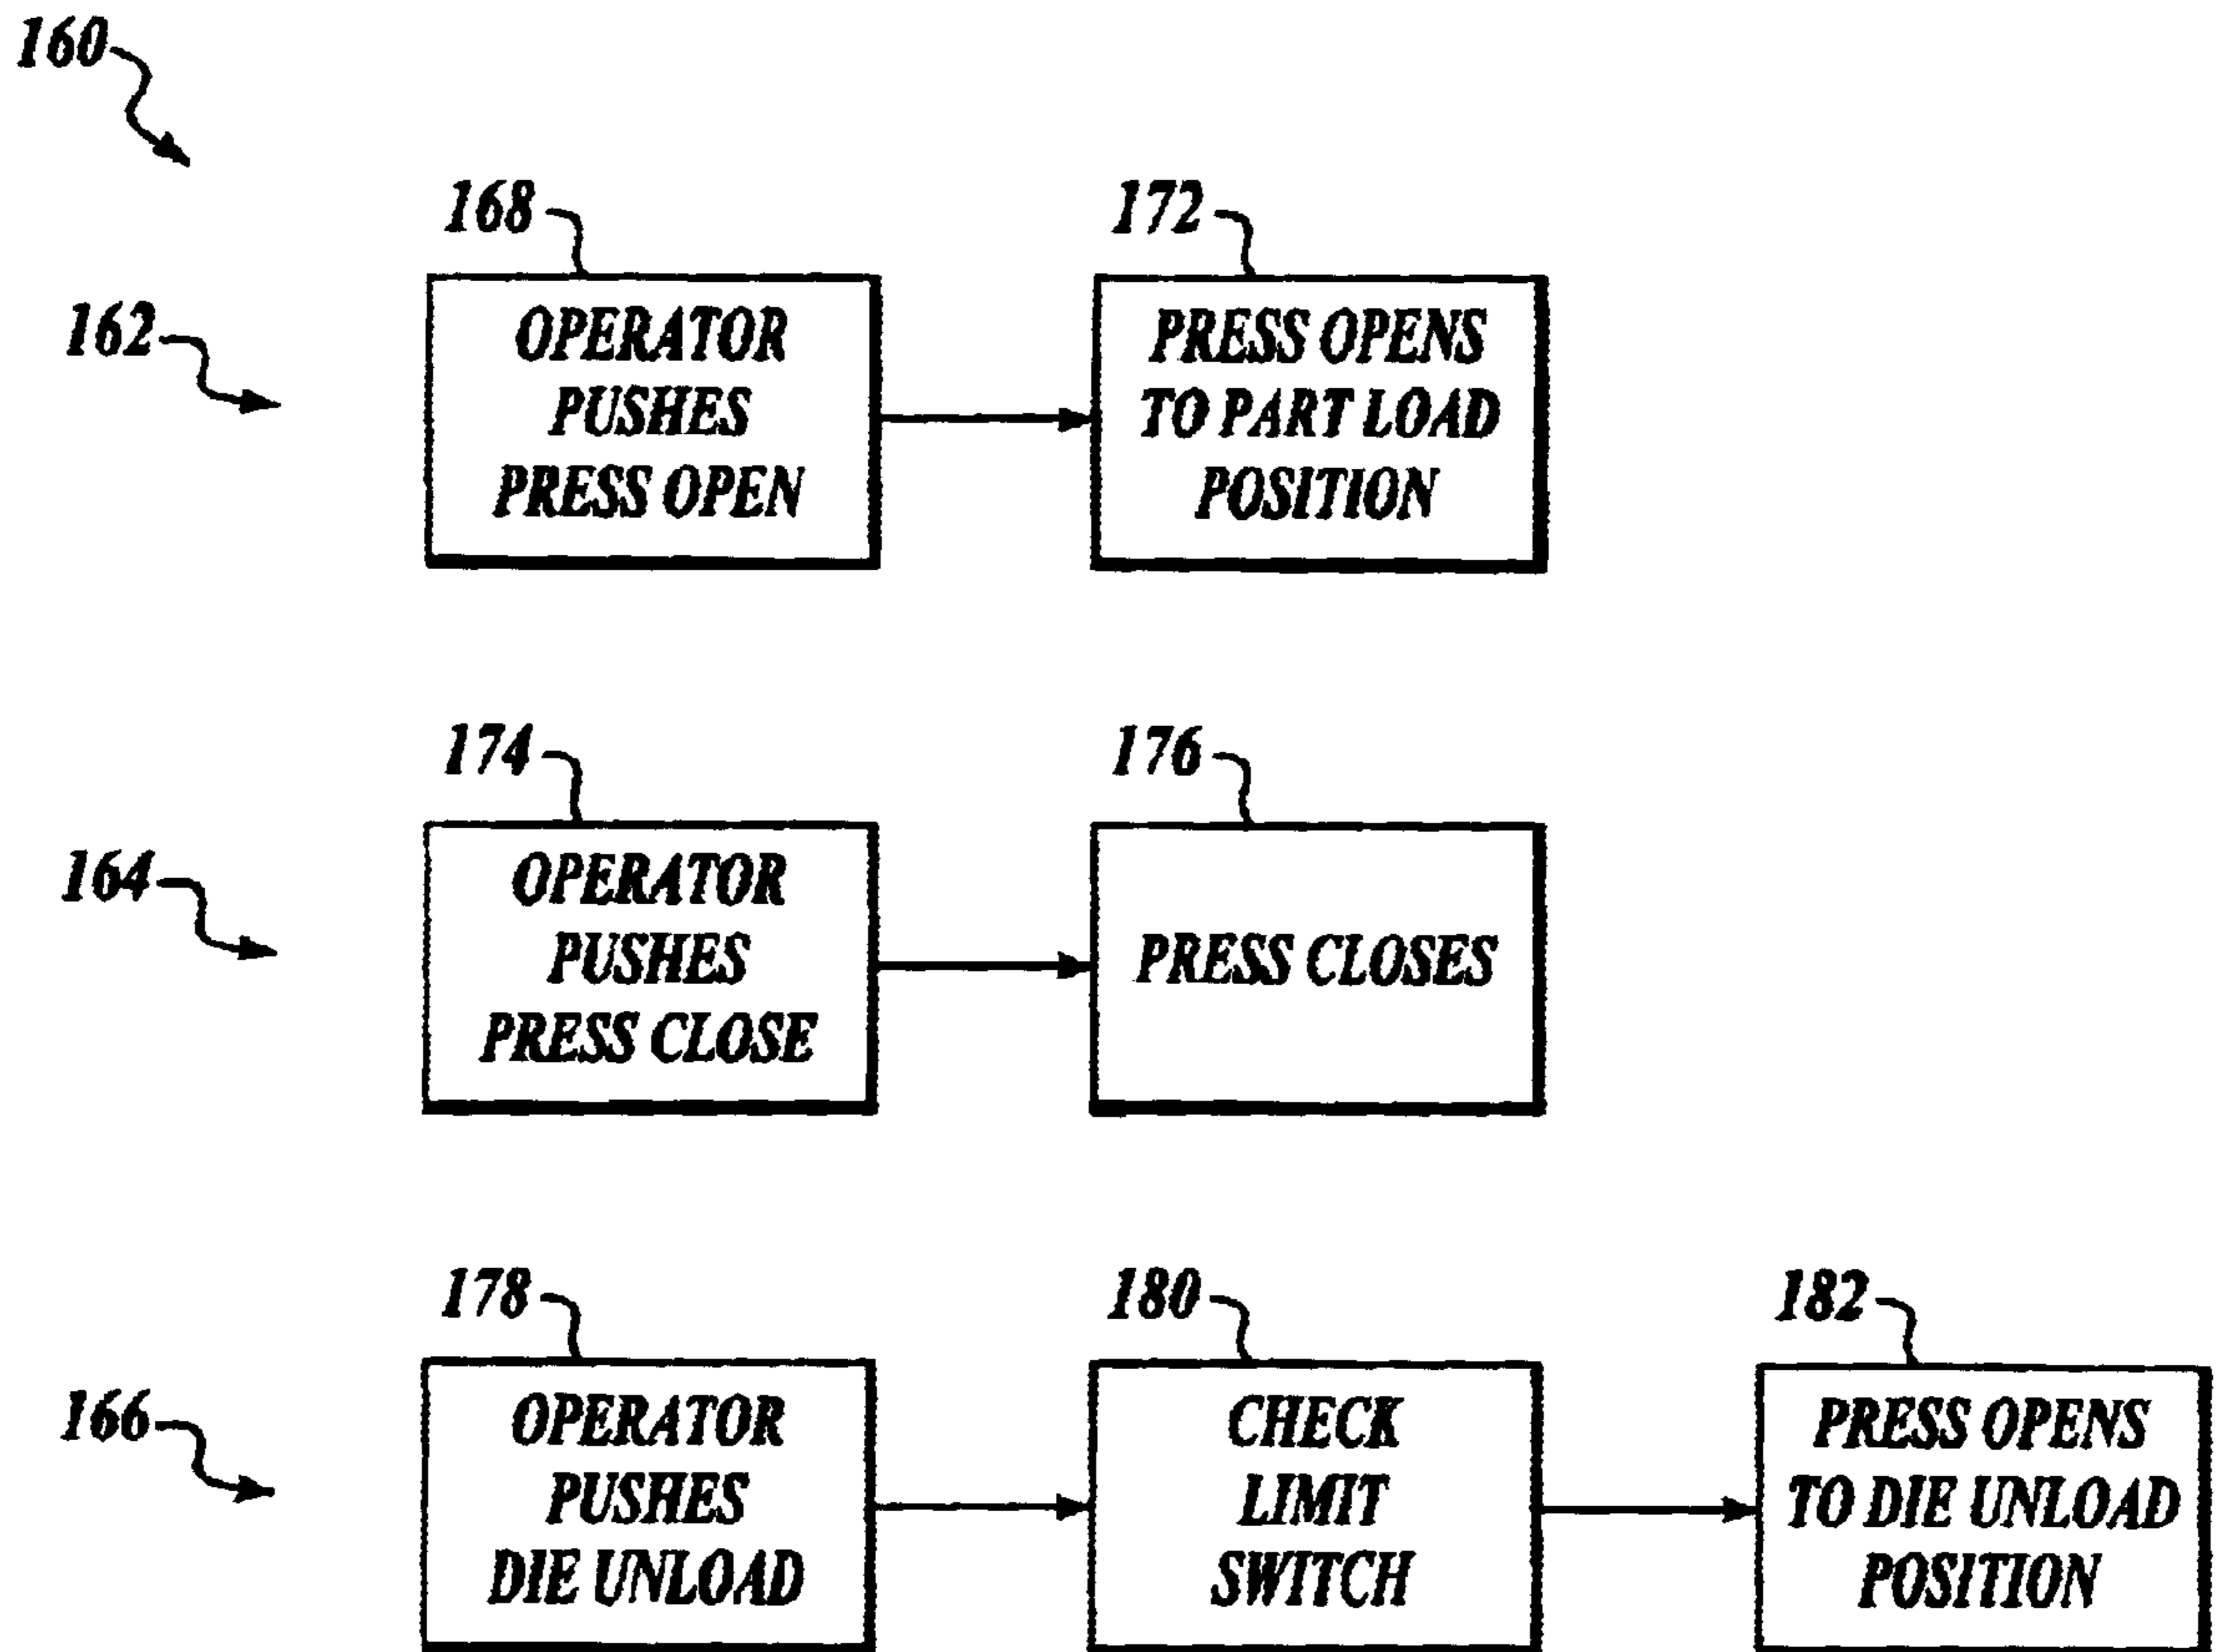 160
168
172
162
OPERATOR
PUSHES
PRESS OPEN
PRESS OPENS
TO PART LOAD
POSITION
174
176
164
OPERATOR
PUSHES
PRESS CLOSE
PRESS CLOSES
178
180
182
166
OPERATOR
PUSHES
DIE UNLOAD
CHECK
LIMIT
SWITCH
PRESS OPENS
TO DIE UNLOAD
POSITION